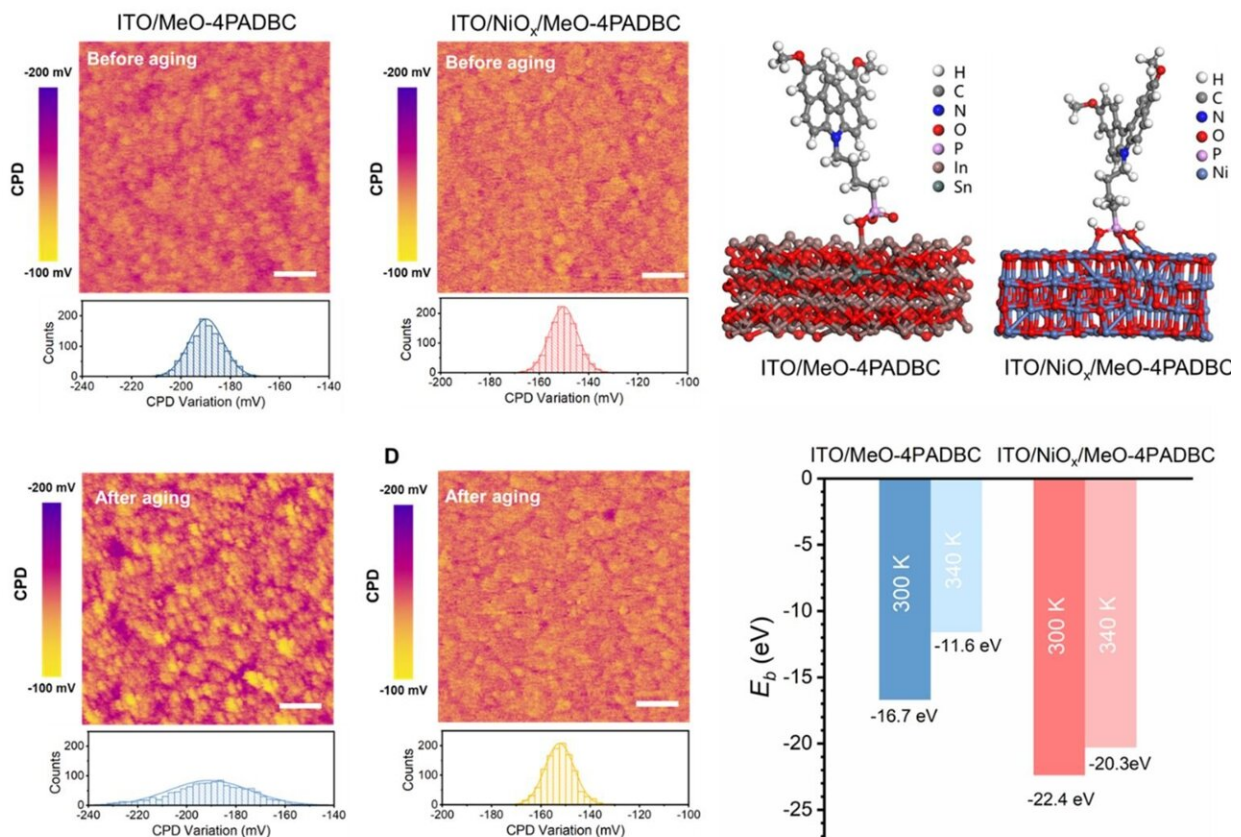 ITO/MeO-4PADBC
Before aging
-200 mV
CPD
-100 mV
Counts
200
100
0
-240 -220 -200 -180 -160 -140
CPD Variation (mV)
ITO/NiOₓ/MeO-4PADBC
Before aging
-200 mV
CPD
-100 mV
Counts
200
100
0
-200 -180 -160 -140 -120 -100
CPD Variation (mV)
H
C
N
O
P
In
Sn
ITO/MeO-4PADBC
H
C
N
O
P
Ni
ITO/NiOₓ/MeO-4PADBC
After aging
-200 mV
CPD
-100 mV
Counts
200
100
0
-240 -220 -200 -180 -160 -140
CPD Variation (mV)
D
After aging
-200 mV
CPD
-100 mV
Counts
200
100
0
-200 -180 -160 -140 -120 -100
CPD Variation (mV)
ITO/MeO-4PADBC
ITO/NiOₓ/MeO-4PADBC
E_b (eV)
0
-5
-10
-15
-20
-25
300 K
340 K
300 K
340 K
-11.6 eV
-16.7 eV
-20.3eV
-22.4 eV